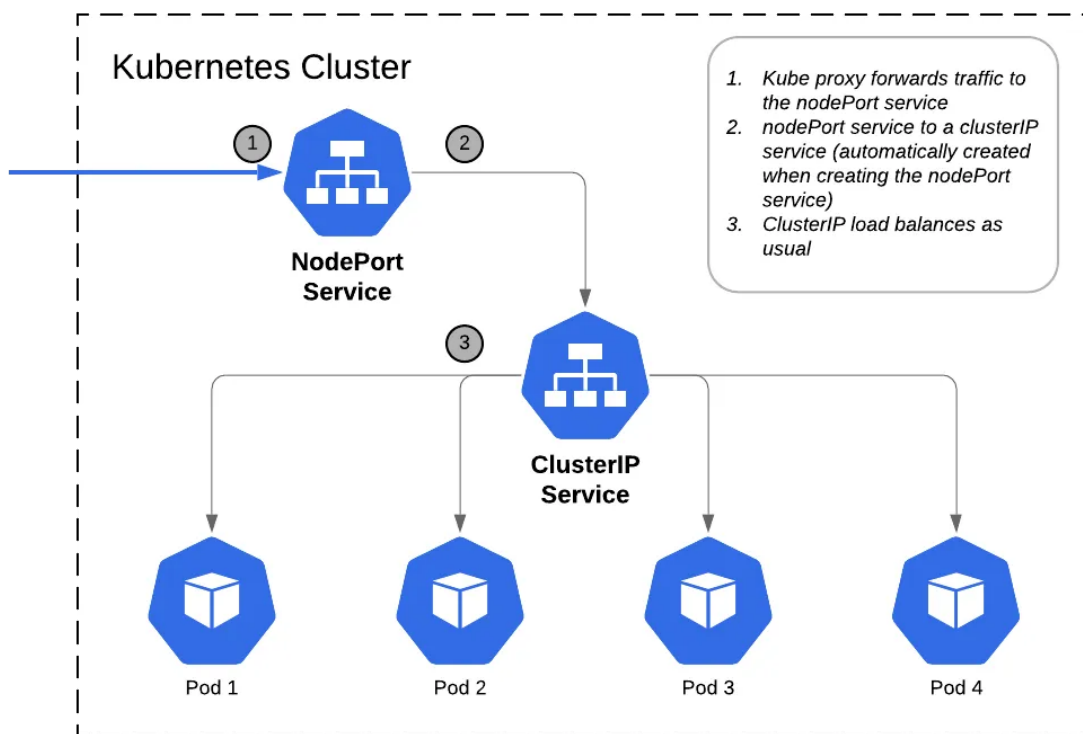 Kubernetes Cluster
1. Kube proxy forwards traffic to
the nodePort service
2. nodePort service to a clusterIP
service (automatically created
when creating the nodePort
service)
3. ClusterIP load balances as
usual
1
2
NodePort
Service
3
ClusterIP
Service
Pod 1
Pod 2
Pod 3
Pod 4